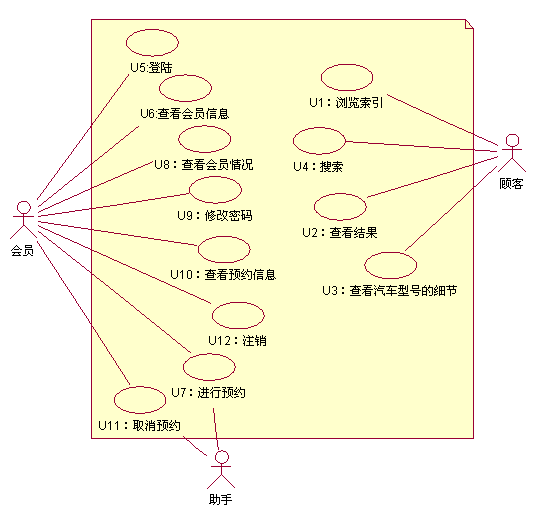 U5:登陆
U1：浏览索引
U6:查看会员信息
U8：查看会员情况
U4：搜索
顾客
U9：修改密码
U2：查看结果
会员
U10：查看预约信息
U3：查看汽车型号的细节
U12：注销
U7：进行预约
U11：取消预约
助手